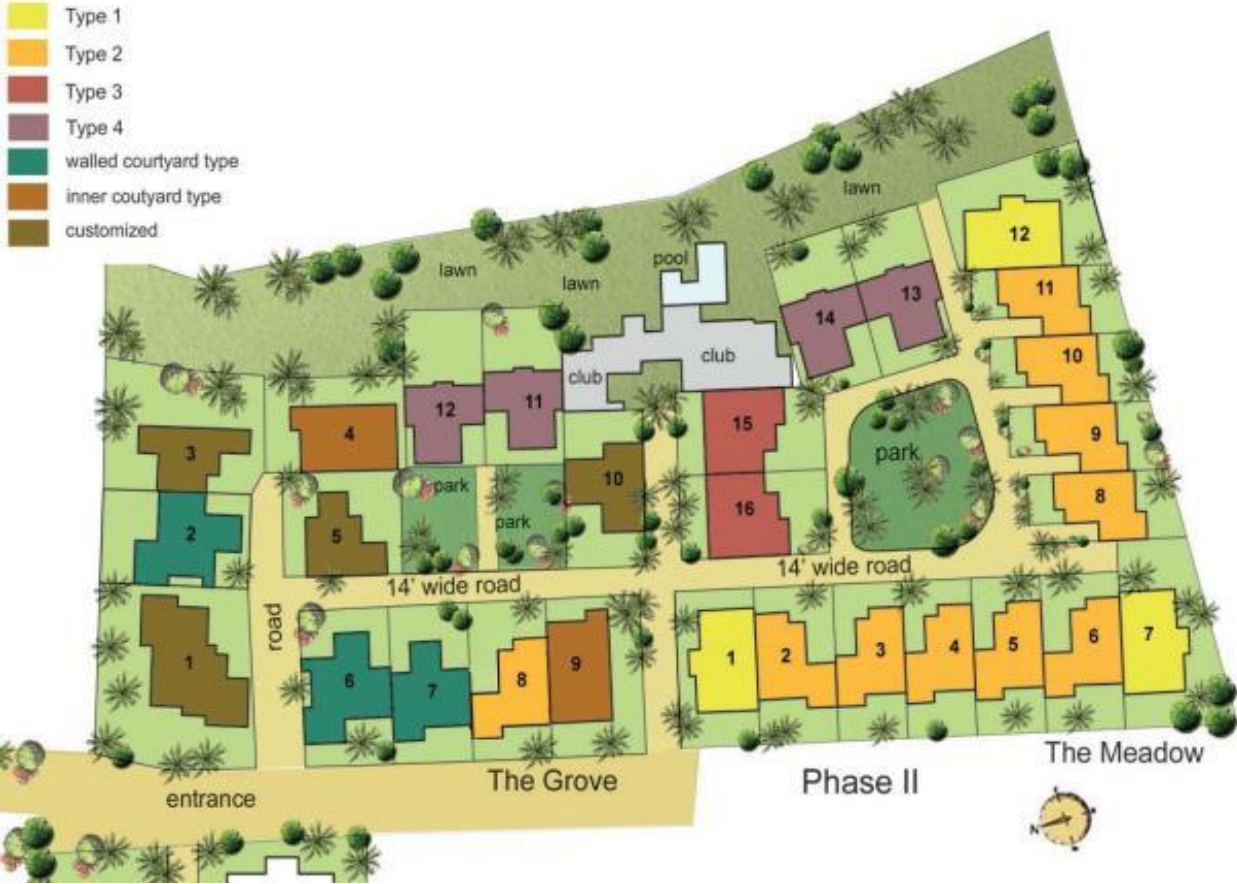 Type 1
Type 2
Type 3
Type 4
walled courtyard type
inner coutyard type
customized
lawn
lawn
lawn
pool
club
club
12
11
10
9
8
13
14
15
16
park
3
4
12
11
10
2
5
park
park
14' wide road
14' wide road
road
1
6
7
8
9
1
2
3
4
5
6
7
entrance
The Grove
Phase II
The Meadow
N